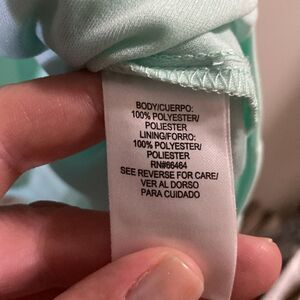 BODY/CUERPO:
100% POLYESTER/
POLIESTER
LINING/FORRO:
100% POLYESTER/
POLIESTER
RN#66464
SEE REVERSE FOR CARE/
VER AL DORSO
PARA CUIDADO